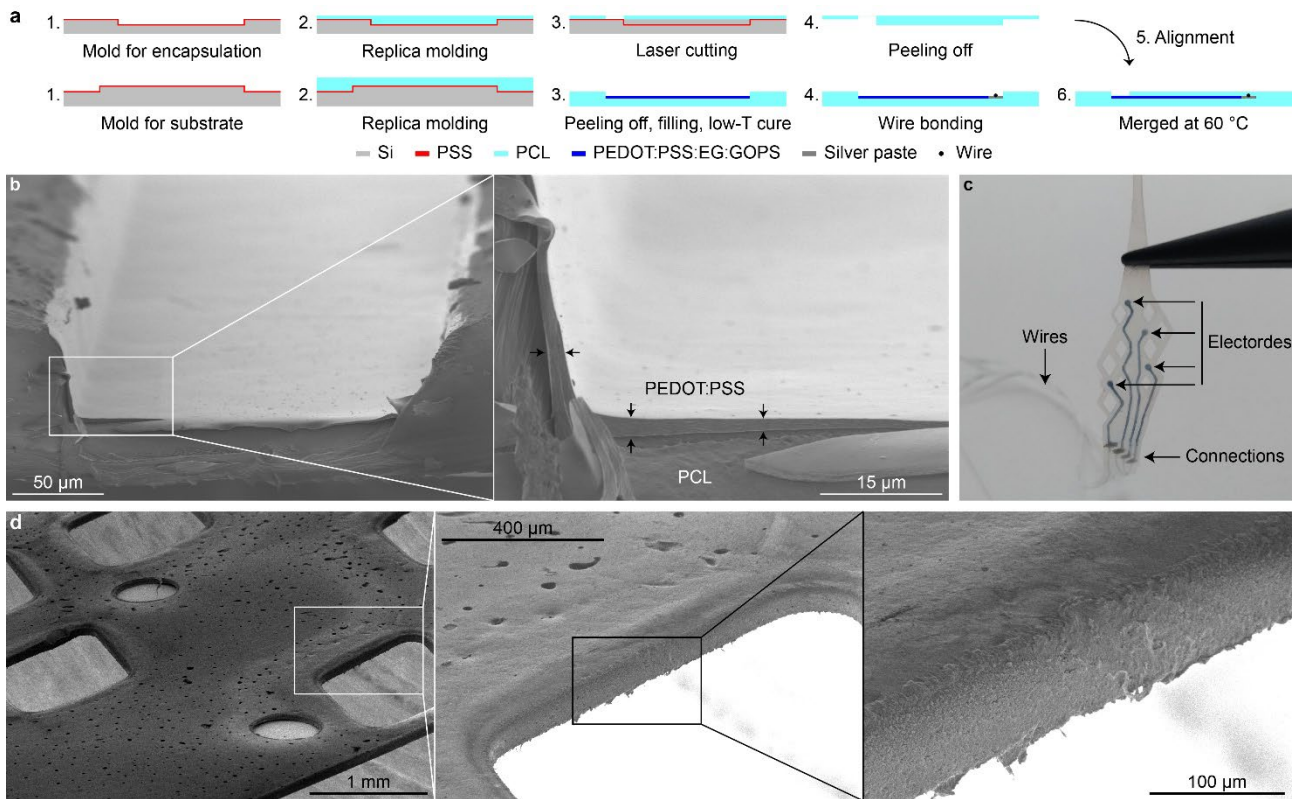 a
1.
Mold for encapsulation
2.
Replica molding
3.
Laser cutting
4.
Peeling off
5. Alignment
1.
Mold for substrate
2.
Replica molding
3.
Peeling off, filling, low-T cure
4.
Wire bonding
6.
Merged at 60 °C
Si PSS PCL PEDOT:PSS:EG:GOPS Silver paste Wire
b
50 µm
PEDOT:PSS
PCL
15 µm
c
Wires
Electordes
Connections
d
1 mm
400 µm
100 µm